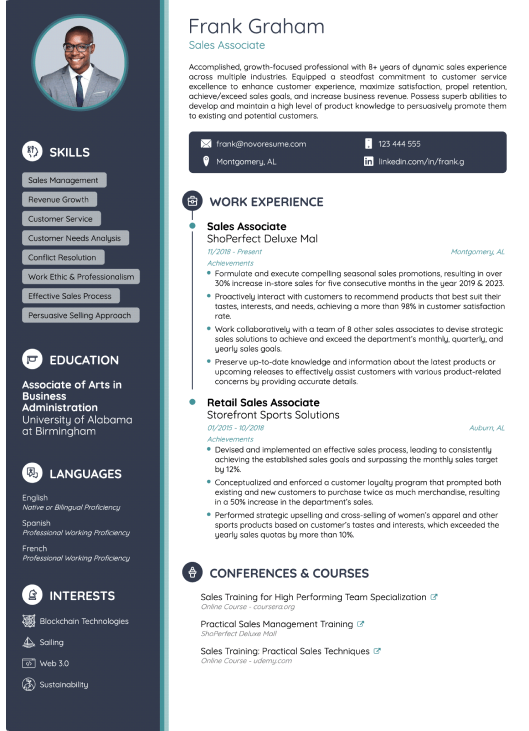 Frank Graham
Sales Associate
Accomplished, growth-focused professional with 8+ years of dynamic sales experience
across multiple industries. Equipped a steadfast commitment to customer service
excellence to enhance customer experience, maximize satisfaction, propel retention,
achieve/exceed sales goals, and increase business revenue. Possess superb abilities to
develop and maintain a high level of product knowledge to persuasively promote them
to existing and potential customers.
frank@novoresume.com
123 444 555
Montgomery, AL
linkedin.com/in/frank.g
SKILLS
Sales Management
Revenue Growth
Customer Service
Customer Needs Analysis
Conflict Resolution
Work Ethic & Professionalism
Effective Sales Process
Persuasive Selling Approach
EDUCATION
Associate of Arts in
Business
Administration
University of Alabama
at Birmingham
LANGUAGES
English
Native or Bilingual Proficiency
Spanish
Professional Working Proficiency
French
Professional Working Proficiency
INTERESTS
Blockchain Technologies
Sailing
Web 3.0
Sustainability
WORK EXPERIENCE
Sales Associate
ShoPerfect Deluxe Mal
11/2018 - Present
Montgomery, AL
Achievements
Formulate and execute compelling seasonal sales promotions, resulting in over
30% increase in-store sales for five consecutive months in the year 2019 & 2023.
Proactively interact with customers to recommend products that best suit their
tastes, interests, and needs, achieving a more than 98% in customer satisfaction
rate.
Work collaboratively with a team of 8 other sales associates to devise strategic
sales solutions to achieve and exceed the department's monthly, quarterly, and
yearly sales goals.
Preserve up-to-date knowledge and information about the latest products or
upcoming releases to effectively assist customers with various product-related
concerns by providing accurate details.
Retail Sales Associate
Storefront Sports Solutions
01/2015 - 10/2018
Auburn, AL
Achievements
Devised and implemented an effective sales process, leading to consistently
achieving the established sales goals and surpassing the monthly sales target
by 12%.
Conceptualized and enforced a customer loyalty program that prompted both
existing and new customers to purchase twice as much merchandise, resulting
in a 50% increase in the department's sales.
Performed strategic upselling and cross-selling of women's apparel and other
sports products based on customer's tastes and interests, which exceeded the
yearly sales quotas by more than 10%.
CONFERENCES & COURSES
Sales Training for High Performing Team Specialization
Online Course - coursera.org
Practical Sales Management Training
ShoPerfect Deluxe Mall
Sales Training: Practical Sales Techniques
Online Course - udemy.com